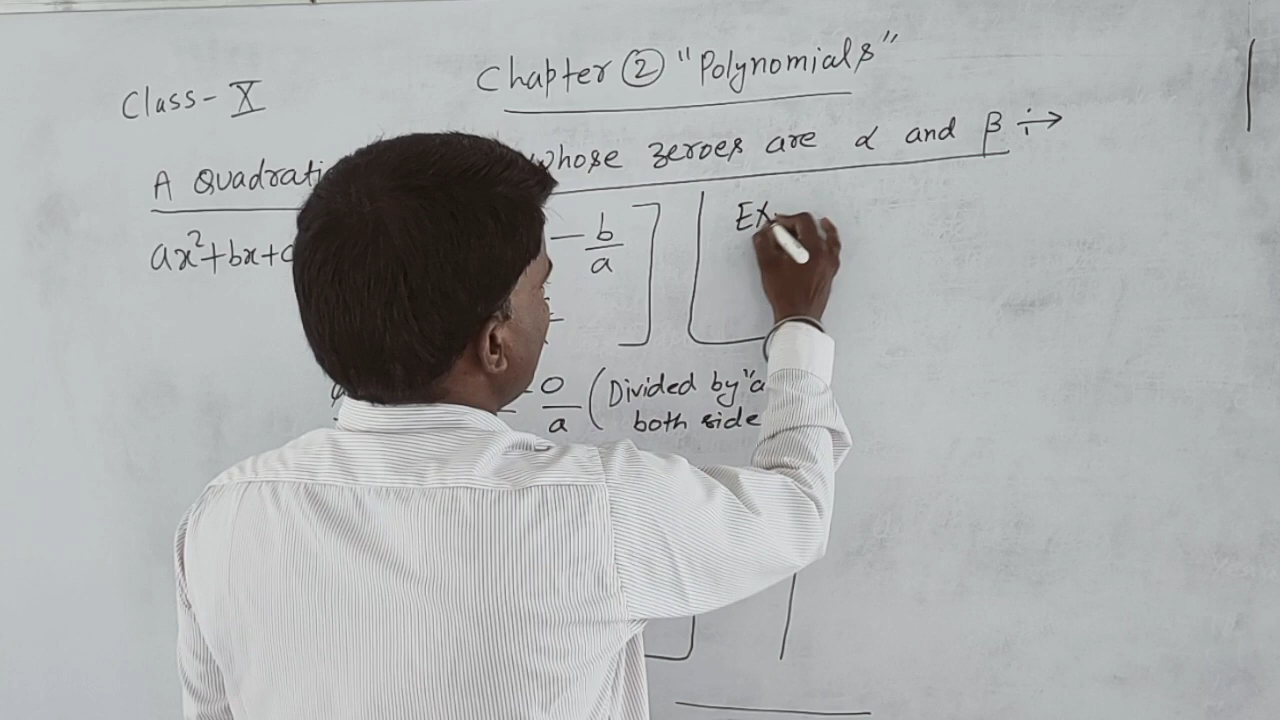 Chapter ② "Polynomials"
Class - X
A Quadrati whose zeroes are α and β ÷→
ax²+bx+c - b/a
Ex
0/a (Divided by "a
both side